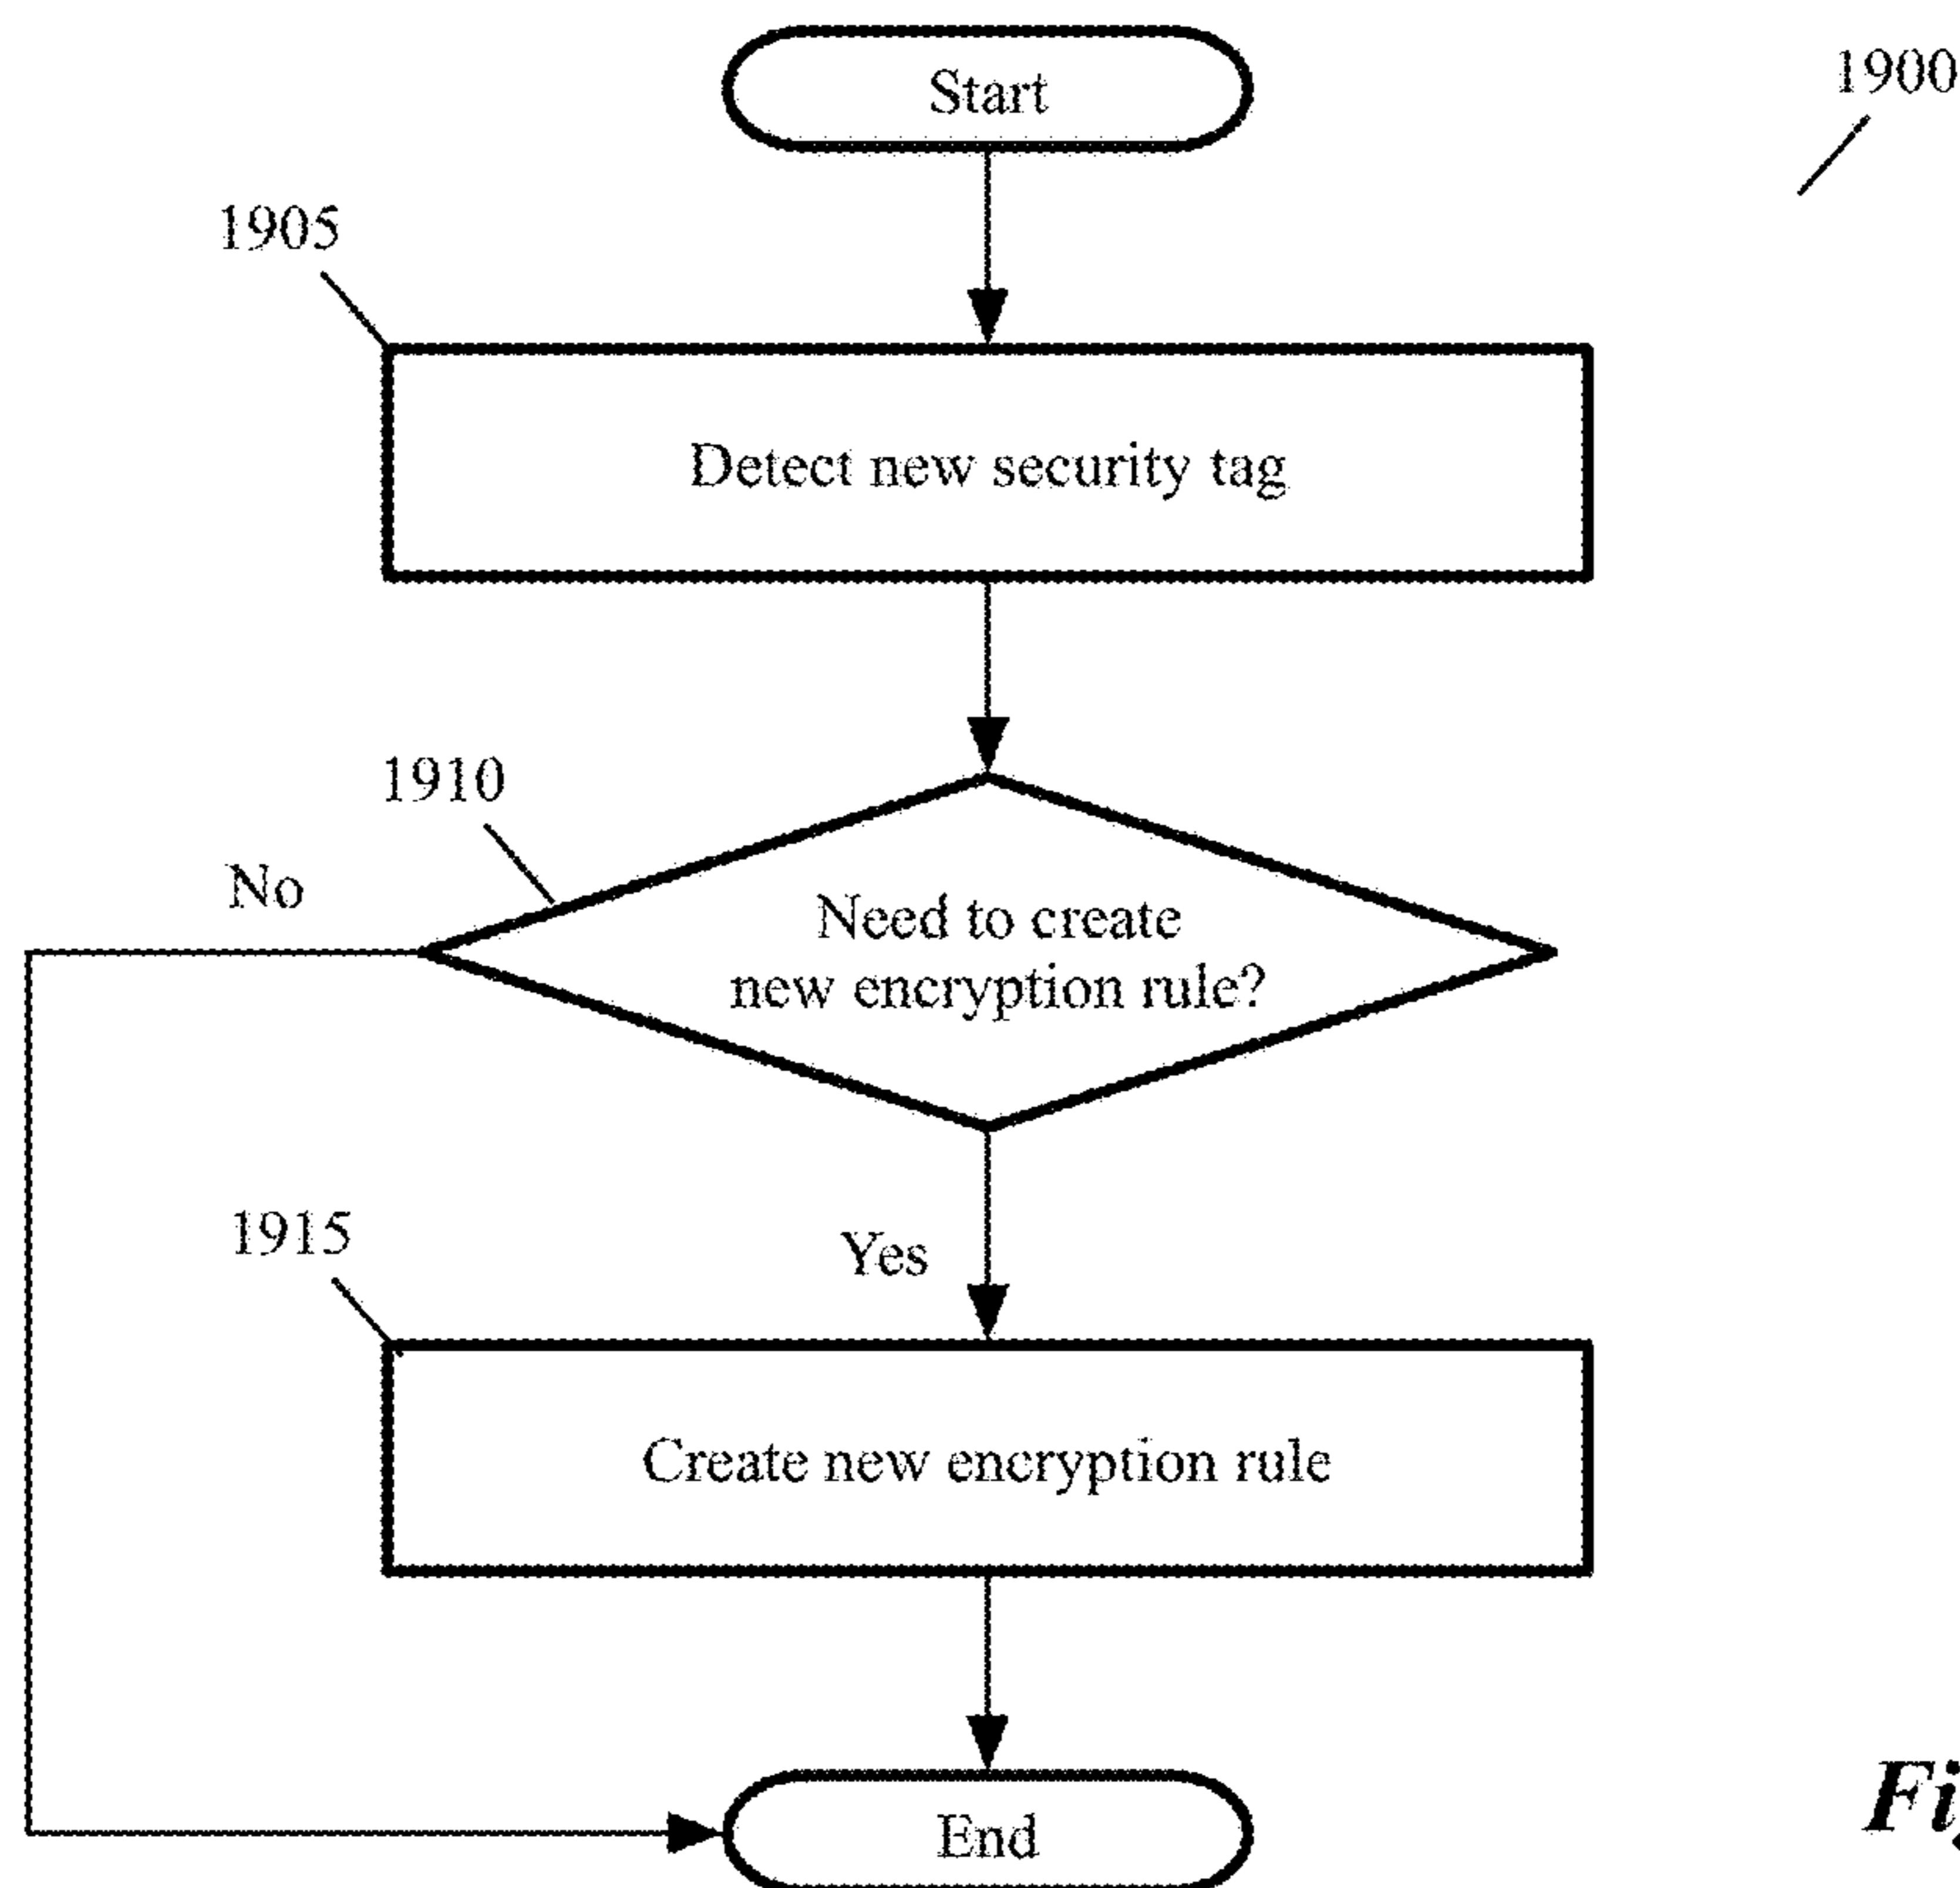 Start
1900
1905
Detect new security tag
1910
No
Need to create
new encryption rule?
1915
Yes
Create new encryption rule
End